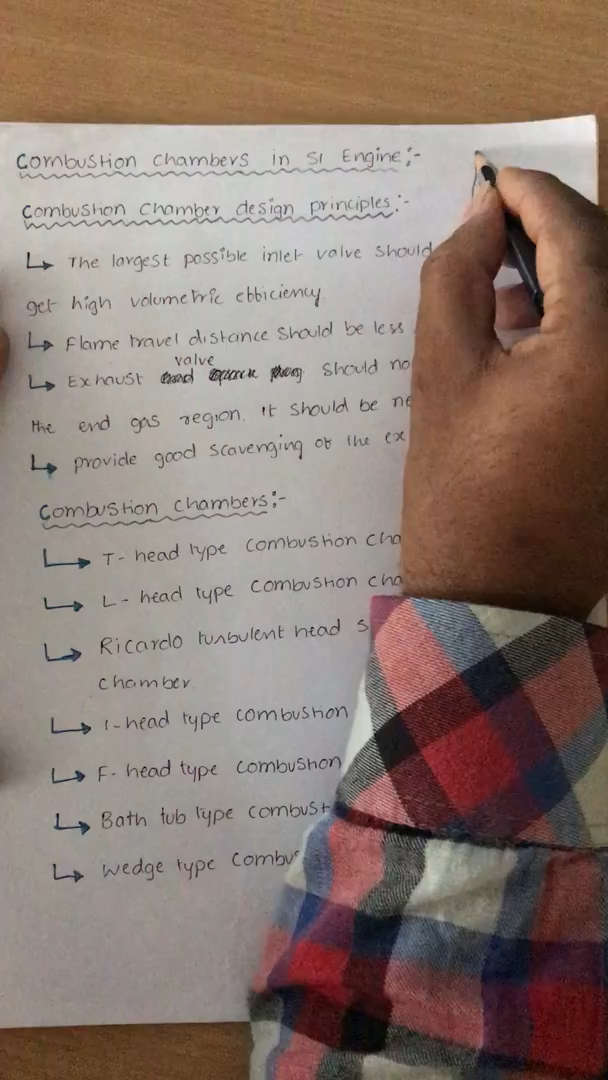 Combustion chambers in SI Engine:-
Combustion chamber design principles:-
↳ The largest possible inlet valve should
get high volumetric ebbiciency
↳ Flame travel distance should be less
valve
↳ Exhaust should no
the end gas region. It should be ne
↳ provide good scavenging ob the ex
Combustion chambers:-
↳ T- head type combustion cha
↳ L- head type combustion cha
↳ Ricardo turbulent head s
chamber.
↳ I-head type combustion
↳ F- head type combustion
↳ Bath tub type combust
↳ wedge type combus